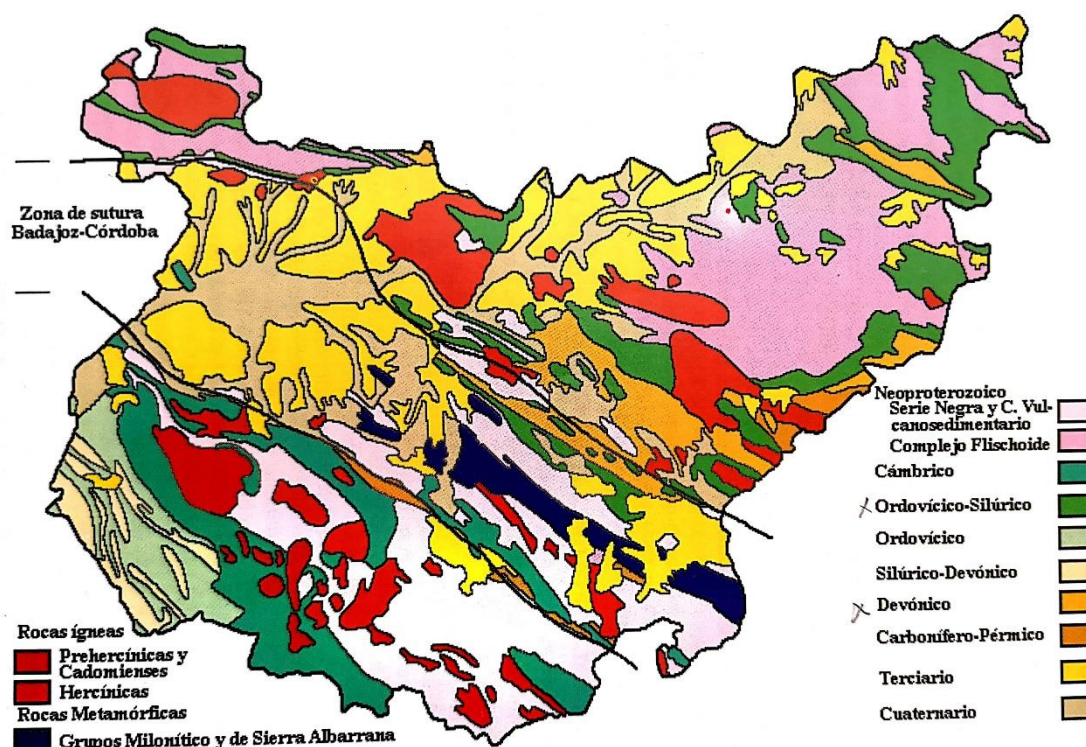 Zona de sutura
Badajoz-Córdoba
Neoproterozoico
Serie Negra y C. Vul-
canosedimentario
Complejo Flischoide
Cámbrico
Ordovícico-Silúrico
Ordovícico
Silúrico-Devónico
Devónico
Carbonífero-Pérmico
Terciario
Cuaternario
Rocas ígneas
Prehercínicas y
Cadomienses
Hercínicas
Rocas Metamórficas
Grupos Milonítico y de Sierra Albarrana